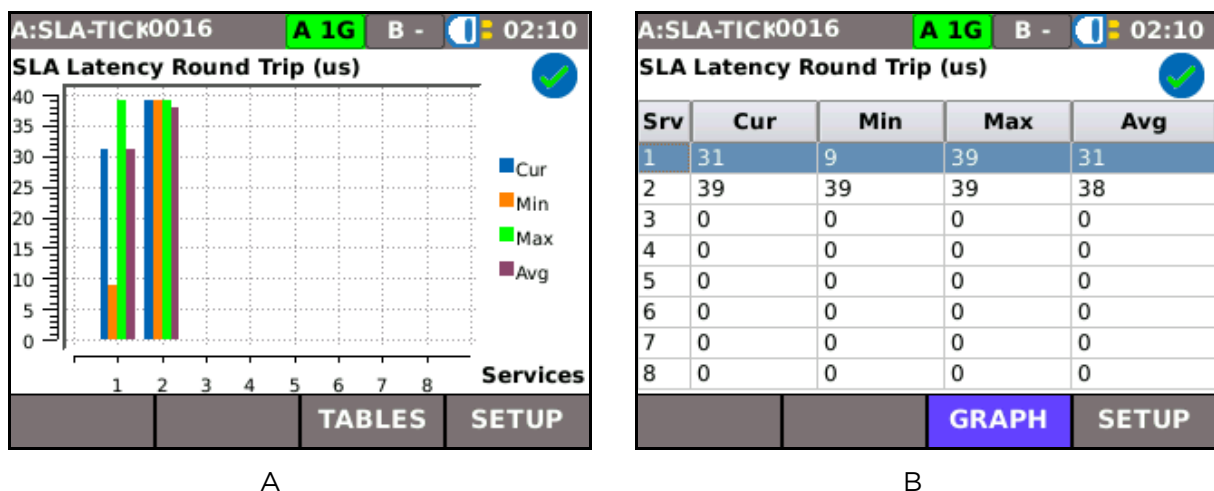 A:SLA-TICK0016 A 1G B - 02:10
SLA Latency Round Trip (us)
40
35
30
25
20
15
10
5
0
Cur
Min
Max
Avg
1 2 3 4 5 6 7 8 Services
TABLES SETUP
A
A:SLA-TICK0016 A 1G B - 02:10
SLA Latency Round Trip (us)
Srv Cur Min Max Avg
1 31 9 39 31
2 39 39 39 38
3 0 0 0 0
4 0 0 0 0
5 0 0 0 0
6 0 0 0 0
7 0 0 0 0
8 0 0 0 0
GRAPH SETUP
B